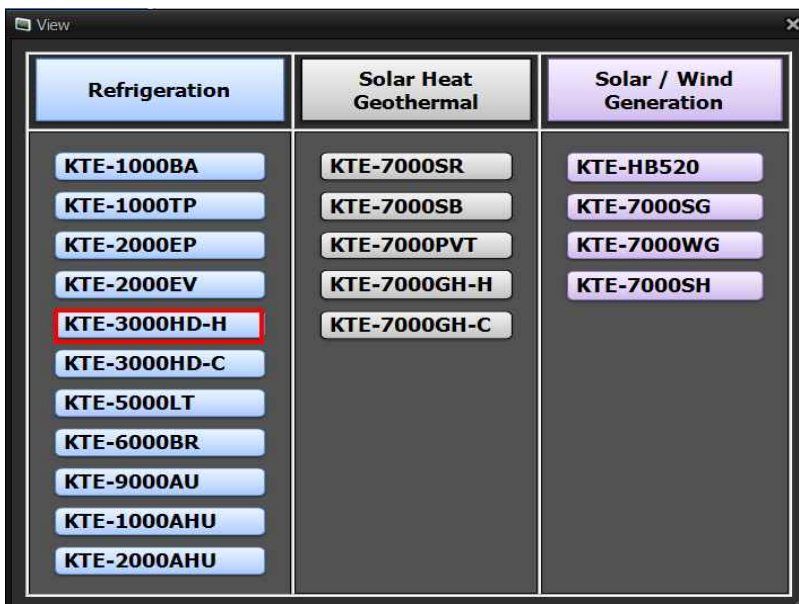 View
Refrigeration
Solar Heat
Geothermal
Solar / Wind
Generation
KTE-1000BA
KTE-1000TP
KTE-2000EP
KTE-2000EV
KTE-3000HD-H
KTE-3000HD-C
KTE-5000LT
KTE-6000BR
KTE-9000AU
KTE-1000AHU
KTE-2000AHU
KTE-7000SR
KTE-7000SB
KTE-7000PVT
KTE-7000GH-H
KTE-7000GH-C
KTE-HB520
KTE-7000SG
KTE-7000WG
KTE-7000SH